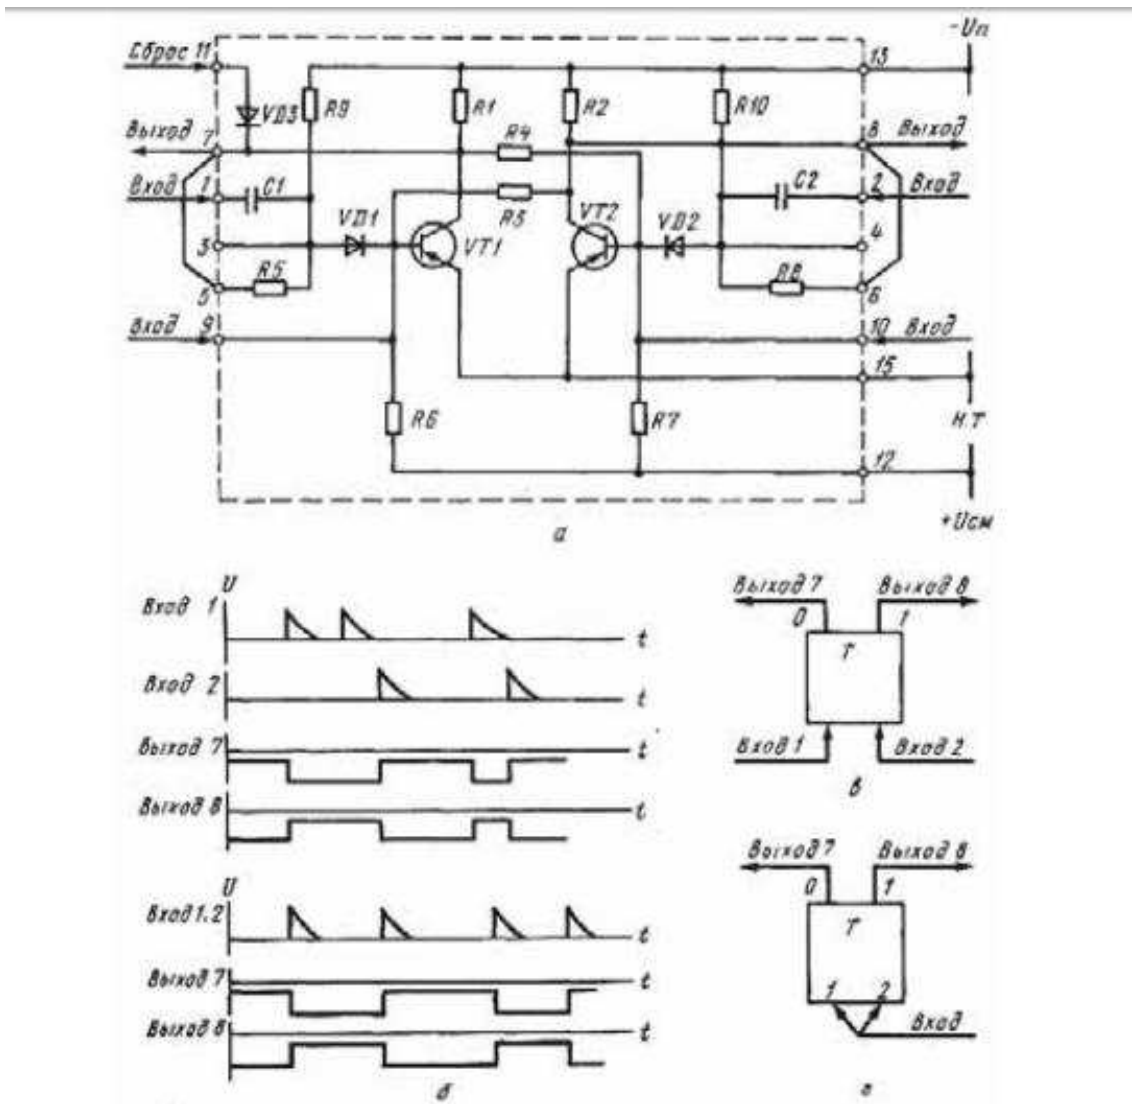 -Uп
Сброс 11
13
VD3
R9
R1
R2
R10
Выход
7
R4
8
Выход
Вход
1
C1
R3
C2
2
Вход
3
VD1
VT1
VT2
VD2
4
5
R5
R8
6
Вход
9
10
Вход
15
R6
R7
И.Т
12
+Uсм
а
U
Вход 1
t
Вход 2
t
Выход 7
t
Выход 8
t
U
Вход 1.2
t
Выход 7
t
Выход 8
t
б
Выход 7
Выход 8
0
1
T
Вход 1
Вход 2
в
Выход 7
Выход 8
0
1
T
1
2
Вход
г